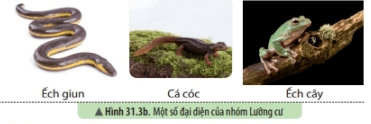 Ếch giun
Cá cóc
Ếch cây
▲ Hình 31.3b. Một số đại diện của nhóm Lưỡng cư